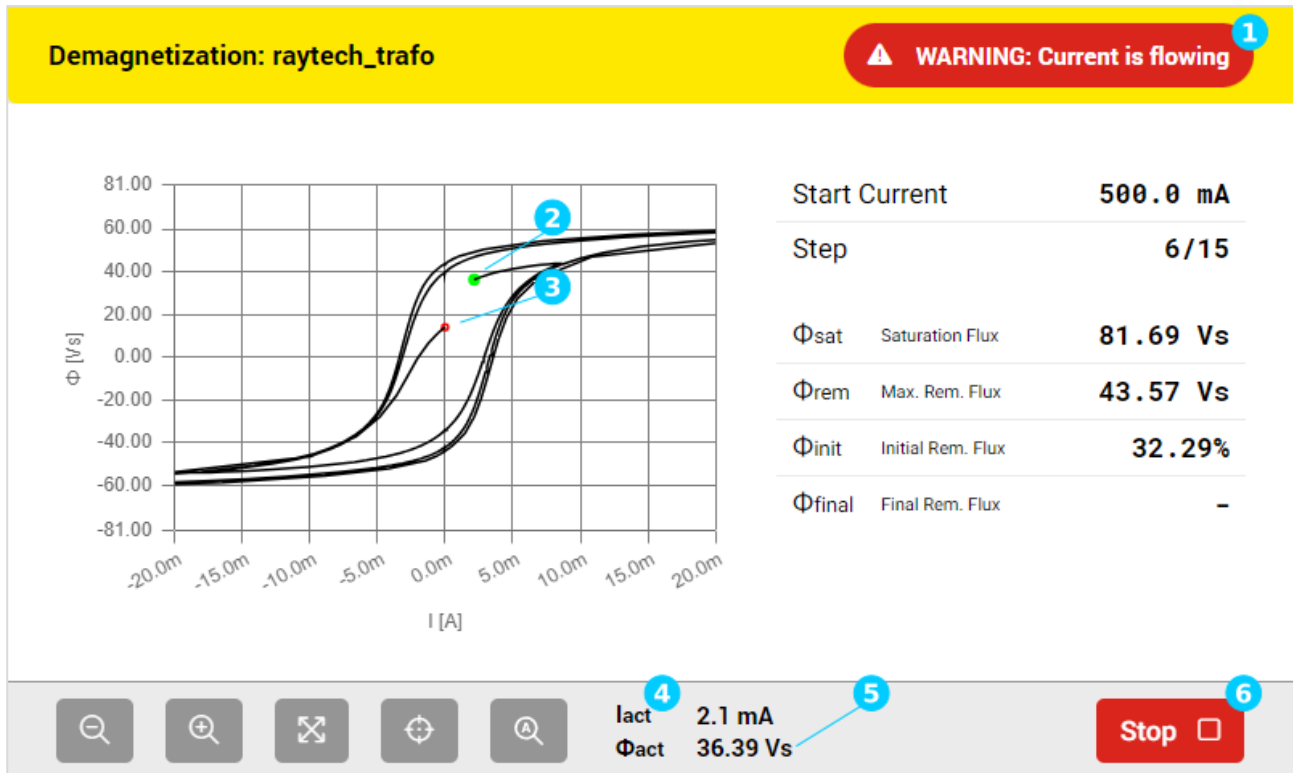 Demagnetization: raytech_trafo
WARNING: Current is flowing
1
81.00
60.00
40.00
20.00
0.00
-20.00
-40.00
-60.00
-81.00
Φ [Vs]
-20.0m
-15.0m
-10.0m
-5.0m
0.0m
5.0m
10.0m
15.0m
20.0m
I [A]
2
3
Start Current 500.0 mA
Step 6/15
Φsat Saturation Flux 81.69 Vs
Φrem Max. Rem. Flux 43.57 Vs
Φinit Initial Rem. Flux 32.29%
Φfinal Final Rem. Flux –
A
4
5
Iact 2.1 mA
Φact 36.39 Vs
6
Stop